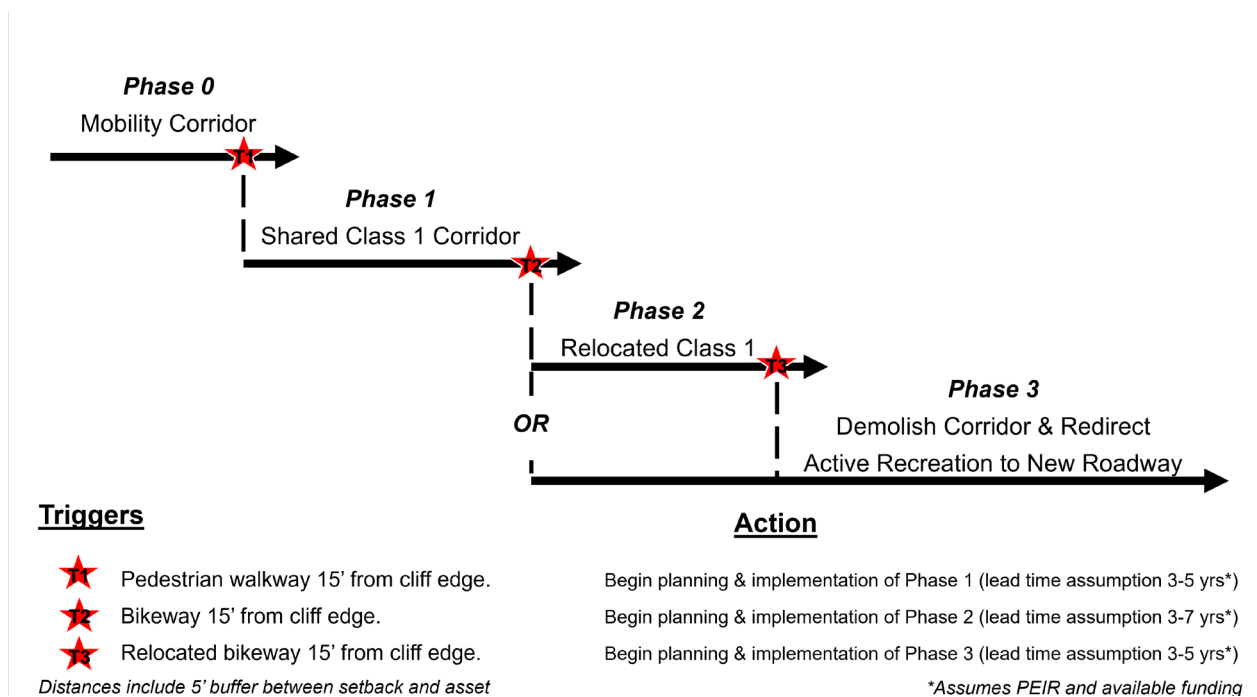 Phase 0
Mobility Corridor
T1
Phase 1
Shared Class 1 Corridor
T2
Phase 2
Relocated Class 1
T3
OR
Phase 3
Demolish Corridor & Redirect
Active Recreation to New Roadway
Triggers
Action
T1 Pedestrian walkway 15’ from cliff edge.
Begin planning & implementation of Phase 1 (lead time assumption 3-5 yrs*)
T2 Bikeway 15’ from cliff edge.
Begin planning & implementation of Phase 2 (lead time assumption 3-7 yrs*)
T3 Relocated bikeway 15’ from cliff edge.
Begin planning & implementation of Phase 3 (lead time assumption 3-5 yrs*)
Distances include 5’ buffer between setback and asset
*Assumes PEIR and available funding